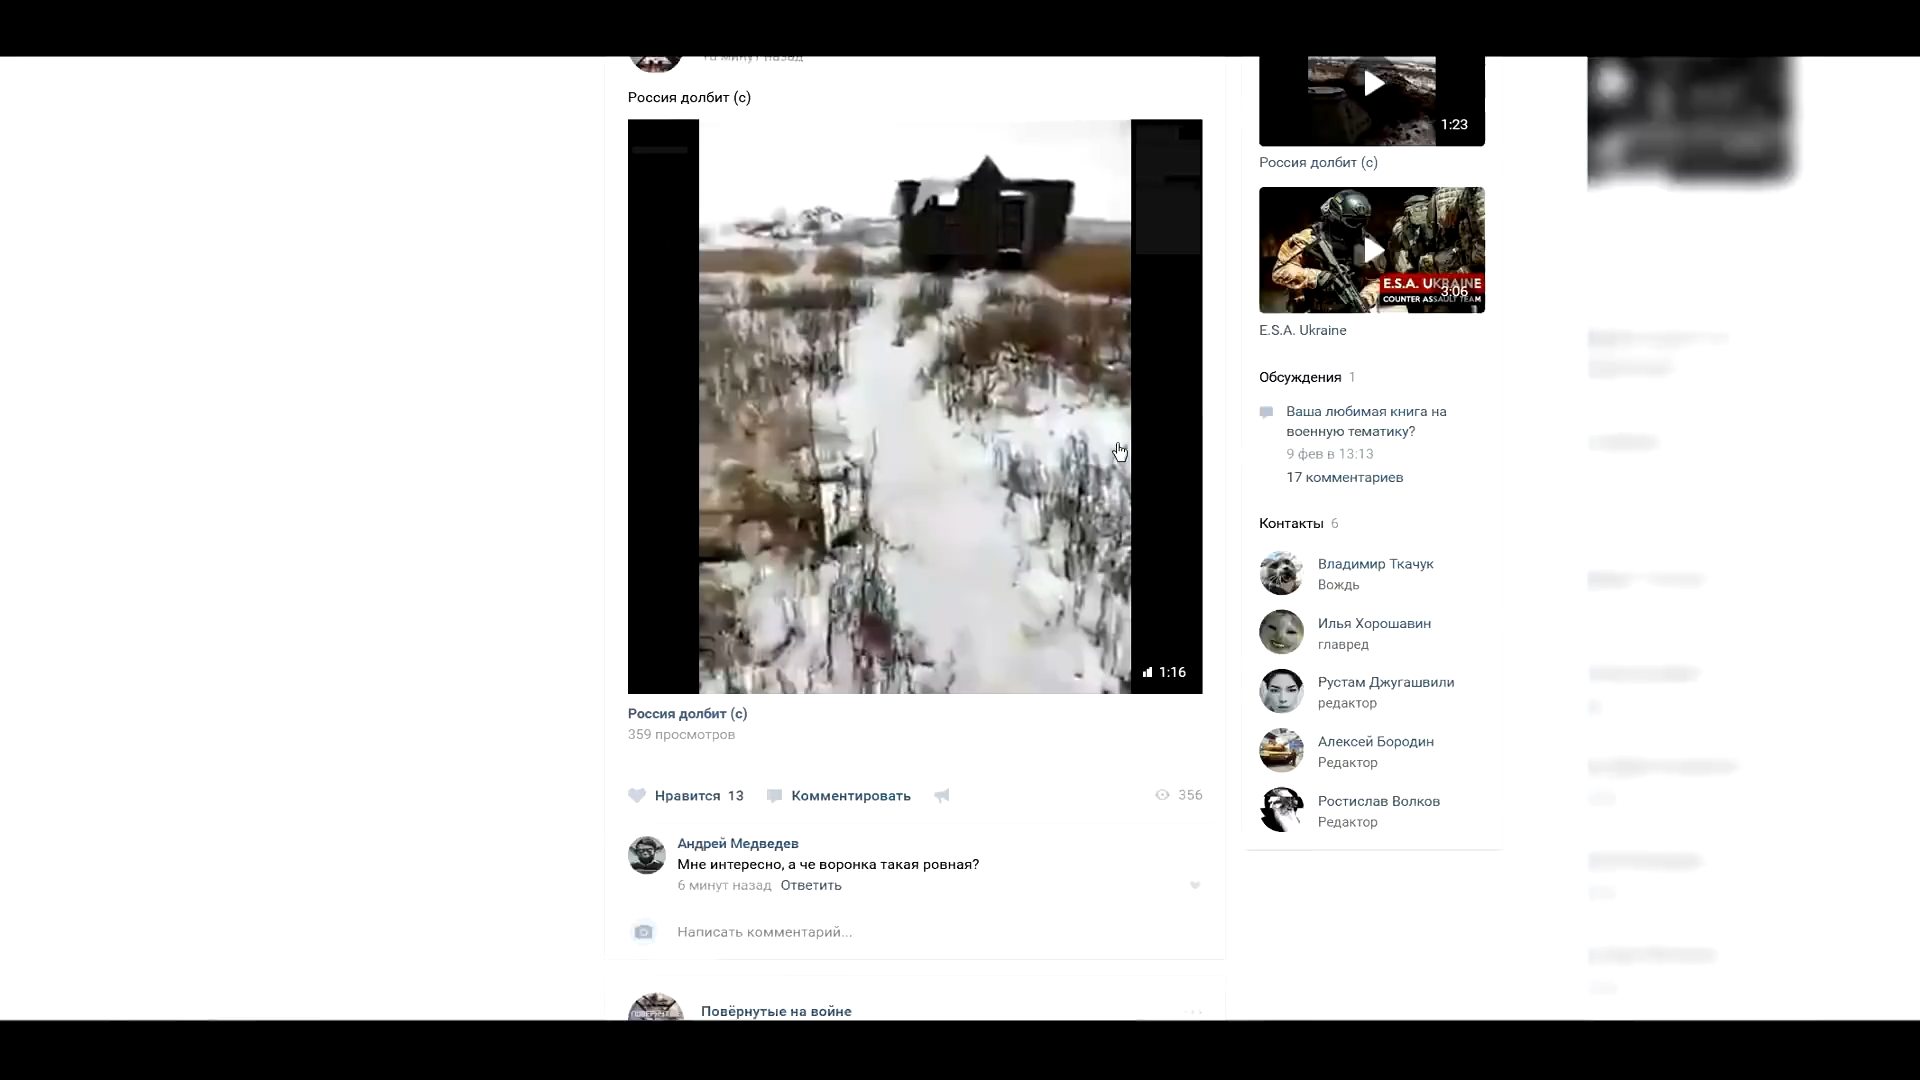 Россия долбит (с)
1:16
Россия долбит (с)
359 просмотров
Нравится 13 Комментировать
356
Андрей Медведев
Мне интересно, а че воронка такая ровная?
6 минут назад Ответить
Написать комментарий...
Повёрнутые на войне
1:23
Россия долбит (с)
E.S.A. UKRAINE
3:06
COUNTER ASSAULT TEAM
E.S.A. Ukraine
Обсуждения 1
Ваша любимая книга на
военную тематику?
9 фев в 13:13
17 комментариев
Контакты 6
Владимир Ткачук
Вождь
Илья Хорошавин
главред
Рустам Джугашвили
редактор
Алексей Бородин
Редактор
Ростислав Волков
Редактор